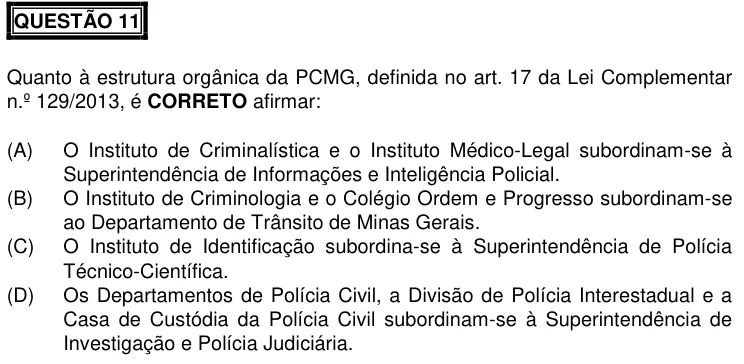 QUESTÃO 11
Quanto à estrutura orgânica da PCMG, definida no art. 17 da Lei Complementar
n.º 129/2013, é CORRETO afirmar:
(A) O Instituto de Criminalística e o Instituto Médico-Legal subordinam-se à
Superintendência de Informações e Inteligência Policial.
(B) O Instituto de Criminologia e o Colégio Ordem e Progresso subordinam-se
ao Departamento de Trânsito de Minas Gerais.
(C) O Instituto de Identificação subordina-se à Superintendência de Polícia
Técnico-Científica.
(D) Os Departamentos de Polícia Civil, a Divisão de Polícia Interestadual e a
Casa de Custódia da Polícia Civil subordinam-se à Superintendência de
Investigação e Polícia Judiciária.